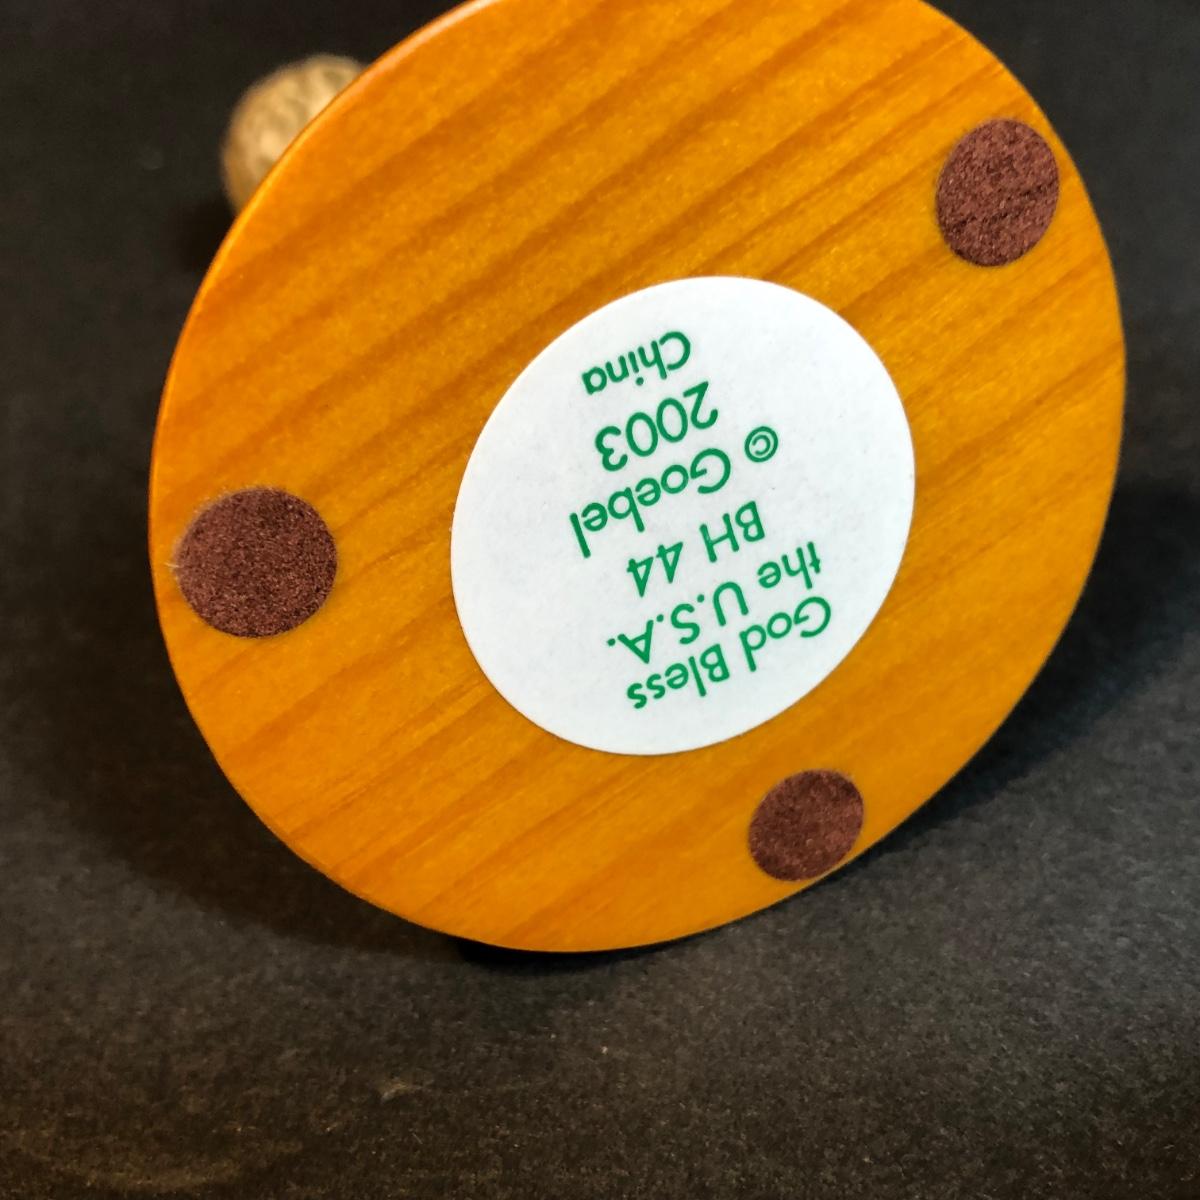 God Bless
the U.S.A.
BH 44
© Goebel
2003
China